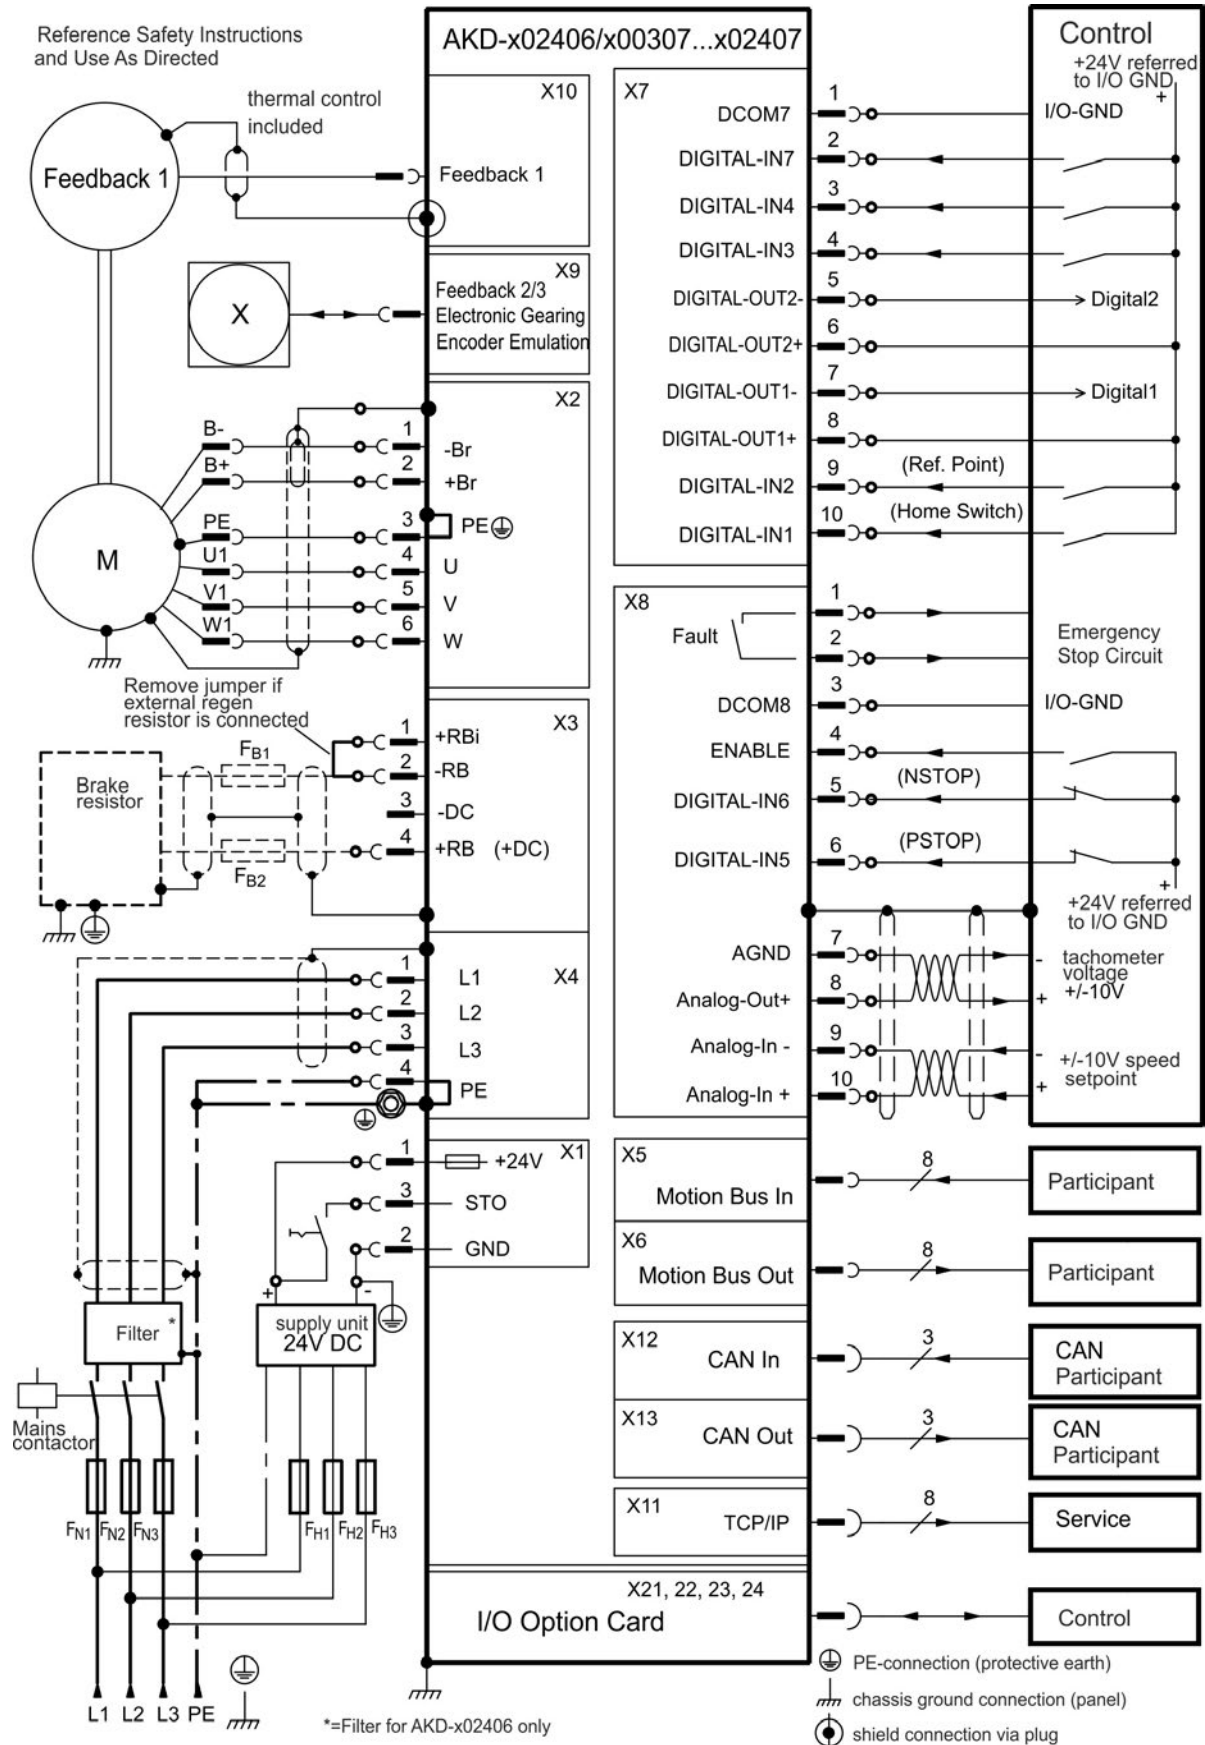 Reference Safety Instructions
and Use As Directed
AKD-x02406/x00307...x02407
thermal control
included
Feedback 1
X10
Feedback 1
X
X9
Feedback 2/3
Electronic Gearing
Encoder Emulation
X2
B-
1
-Br
B+
2
+Br
PE
3
PE
M
U1
4
U
V1
5
V
W1
6
W
Remove jumper if
external regen
resistor is connected
X3
Brake
resistor
FB1
1
+RBi
2
-RB
3
-DC
4
+RB (+DC)
FB2
X4
1
L1
2
L2
3
L3
4
PE
X1
1
+24V
3
STO
2
GND
+
-
Filter *
supply unit
24V DC
Mains
contactor
FN1
FN2
FN3
FH1
FH2
FH3
L1 L2 L3 PE
*=Filter for AKD-x02406 only
X7
DCOM7
1
DIGITAL-IN7
2
DIGITAL-IN4
3
DIGITAL-IN3
4
DIGITAL-OUT2-
5
Digital2
DIGITAL-OUT2+
6
DIGITAL-OUT1-
7
Digital1
DIGITAL-OUT1+
8
DIGITAL-IN2
9
(Ref. Point)
DIGITAL-IN1
10
(Home Switch)
Control
+24V referred
to I/O GND
+
I/O-GND
X8
Fault
1
2
Emergency
Stop Circuit
DCOM8
3
I/O-GND
ENABLE
4
DIGITAL-IN6
5
(NSTOP)
DIGITAL-IN5
6
(PSTOP)
+
+24V referred
to I/O GND
AGND
7
-
Analog-Out+
8
+
tachometer
voltage
+/-10V
Analog-In -
9
-
Analog-In +
10
+
+/-10V speed
setpoint
X5
Motion Bus In
8
Participant
X6
Motion Bus Out
8
Participant
X12
CAN In
3
CAN
Participant
X13
CAN Out
3
CAN
Participant
X11
TCP/IP
8
Service
X21, 22, 23, 24
I/O Option Card
Control
PE-connection (protective earth)
chassis ground connection (panel)
shield connection via plug